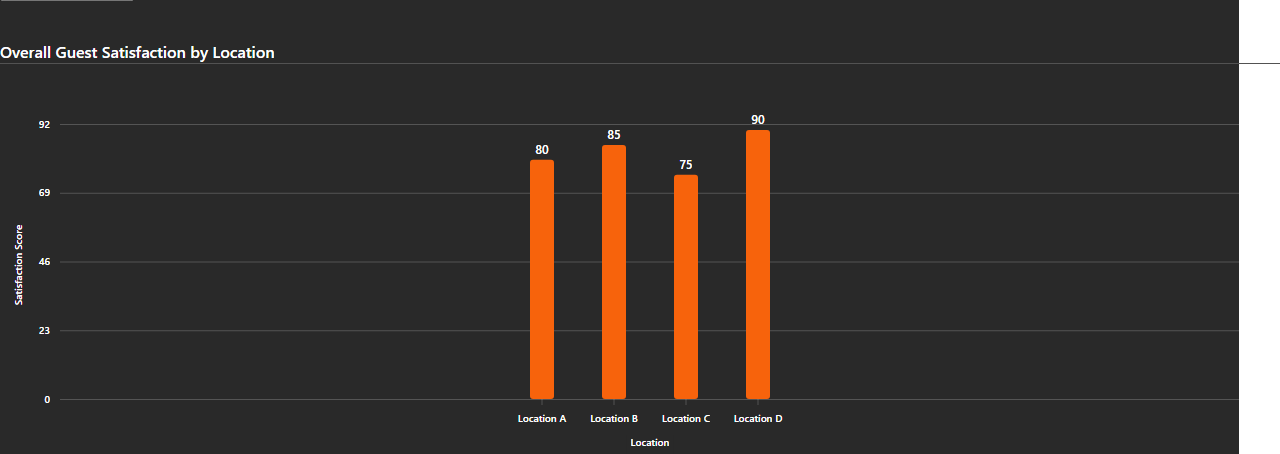 Overall Guest Satisfaction by Location
92
69
46
23
0
Satisfaction Score
80
85
75
90
Location A
Location B
Location C
Location D
Location